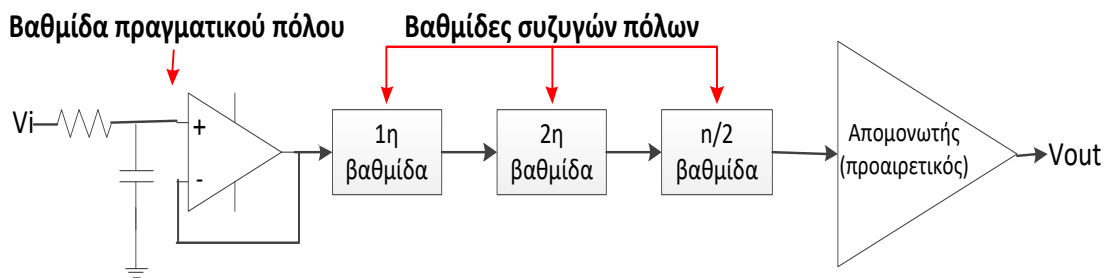 Βαθμίδα πραγματικού πόλου
Βαθμίδες συζυγών πόλων
Vi
+
-
1η
βαθμίδα
2η
βαθμίδα
n/2
βαθμίδα
Απομονωτής
(προαιρετικός)
Vout